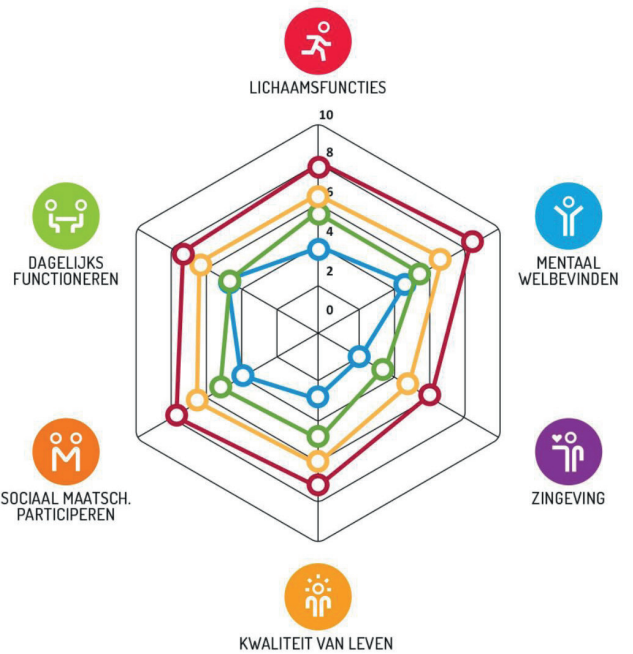 LICHAAMSFUNCTIES
10
8
6
4
2
0
DAGELIJKS
FUNCTIONEREN
MENTAAL
WELBEVINDEN
SOCIAAL MAATSCH.
PARTICIPEREN
ZINGEVING
KWALITEIT VAN LEVEN